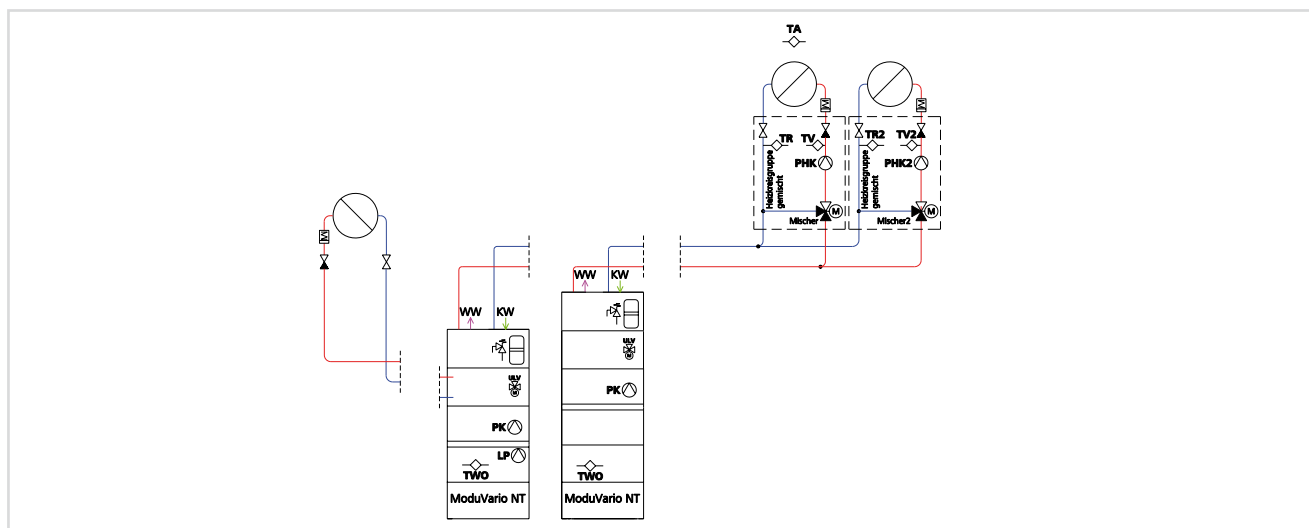 TA
TR TV
TR2 TV2
PHK
PHK2
Heizkreisgruppe
gemischt
Heizkreisgruppe
gemischt
M
M
Mischer
Mischer2
WW KW
WW KW
ULV
M
ULV
M
PK
PK
LP
TWO
TWO
ModuVario NT
ModuVario NT